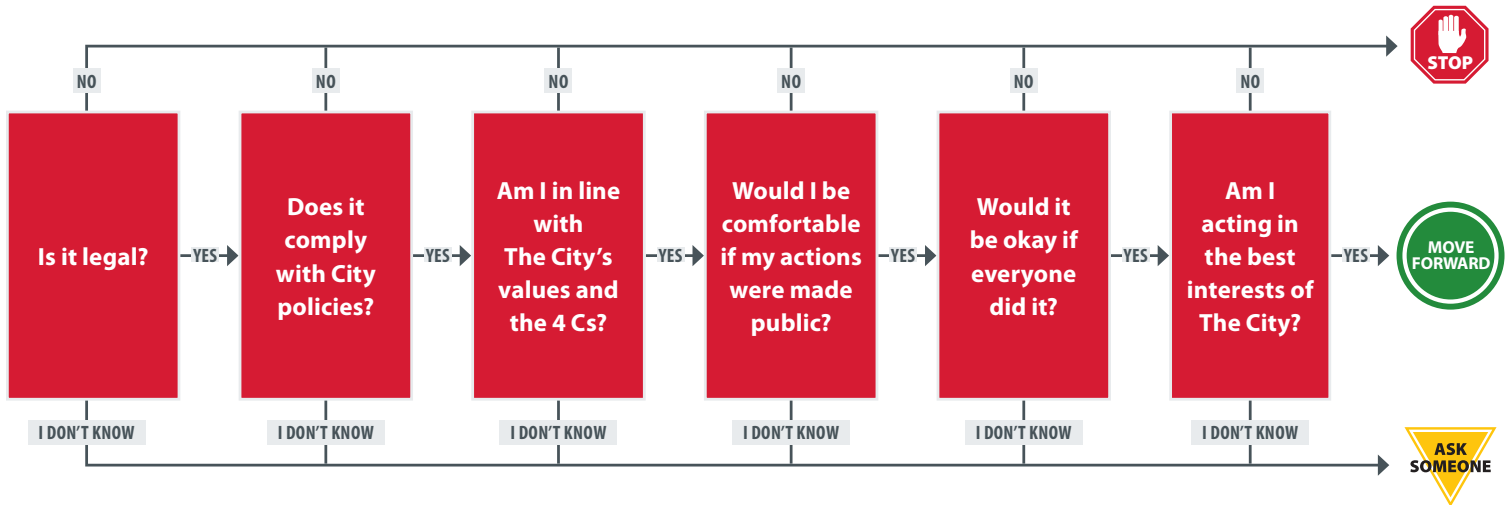 STOP
NO
NO
NO
NO
NO
NO
Is it legal?
YES
Does it
comply
with City
policies?
YES
Am I in line
with
The City's
values and
the 4 Cs?
YES
Would I be
comfortable
if my actions
were made
public?
YES
Would it
be okay if
everyone
did it?
YES
Am I
acting in
the best
interests of
The City?
YES
MOVE
FORWARD
I DON'T KNOW
I DON'T KNOW
I DON'T KNOW
I DON'T KNOW
I DON'T KNOW
I DON'T KNOW
ASK
SOMEONE